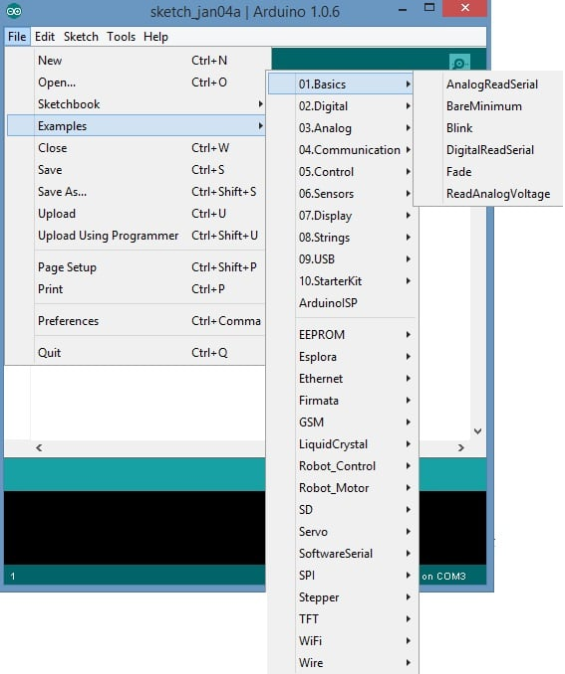 sketch_jan04a | Arduino 1.0.6
File Edit Sketch Tools Help
New Ctrl+N
Open... Ctrl+O
Sketchbook
Examples
Close Ctrl+W
Save Ctrl+S
Save As... Ctrl+Shift+S
Upload Ctrl+U
Upload Using Programmer Ctrl+Shift+U
Page Setup Ctrl+Shift+P
Print Ctrl+P
Preferences Ctrl+Comma
Quit Ctrl+Q
01.Basics
02.Digital
03.Analog
04.Communication
05.Control
06.Sensors
07.Display
08.Strings
09.USB
10.StarterKit
ArduinoISP
EEPROM
Esplora
Ethernet
Firmata
GSM
LiquidCrystal
Robot_Control
Robot_Motor
SD
Servo
SoftwareSerial
SPI
Stepper
TFT
WiFi
Wire
AnalogReadSerial
BareMinimum
Blink
DigitalReadSerial
Fade
ReadAnalogVoltage
1 on COM3